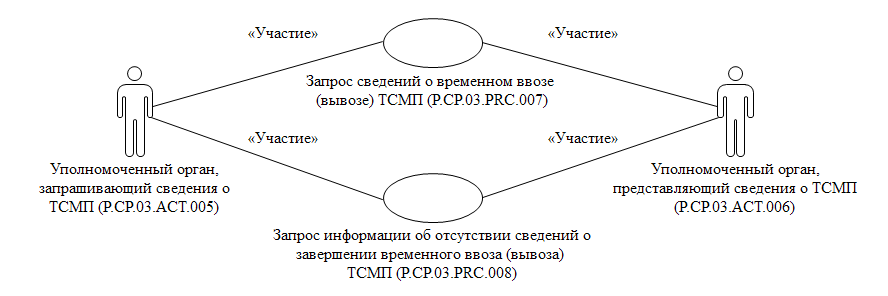 «Участие»
«Участие»
Запрос сведений о временном ввозе
(вывозе) ТСМП (P.CP.03.PRC.007)
«Участие»
«Участие»
Уполномоченный орган,
запрашивающий сведения о
ТСМП (P.CP.03.ACT.005)
Уполномоченный орган,
представляющий сведения о ТСМП
(P.CP.03.ACT.006)
Запрос информации об отсутствии сведений о
завершении временного ввоза (вывоза)
ТСМП (P.CP.03.PRC.008)